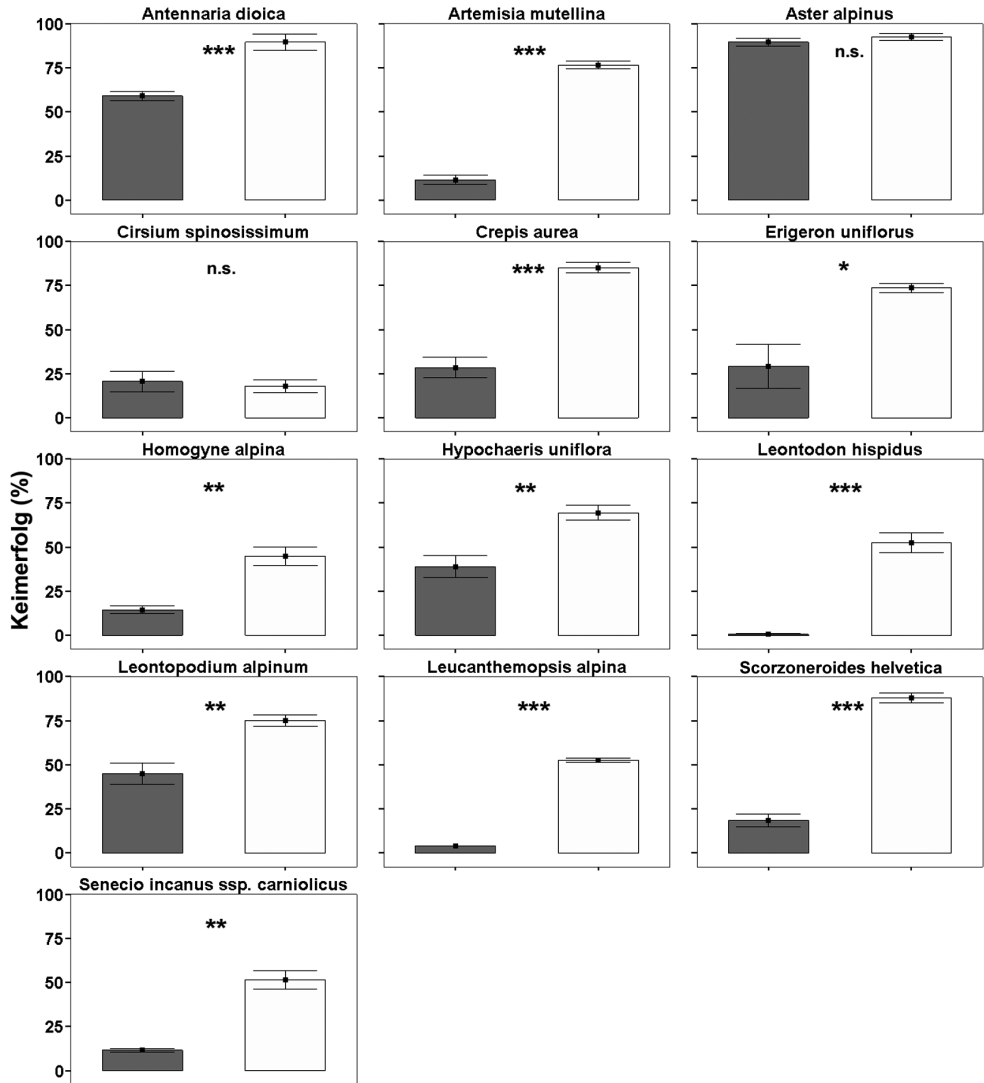 Antennaria dioica
Artemisia mutellina
Aster alpinus
100
75
50
25
0
***
***
n.s.
Cirsium spinosissimum
Crepis aurea
Erigeron uniflorus
100
75
50
25
0
n.s.
***
*
Homogyne alpina
Hypochaeris uniflora
Leontodon hispidus
Keimerfolg (%)
100
75
50
25
0
**
**
***
Leontopodium alpinum
Leucanthemopsis alpina
Scorzoneroides helvetica
100
75
50
25
0
**
***
***
Senecio incanus ssp. carniolicus
100
75
50
25
0
**